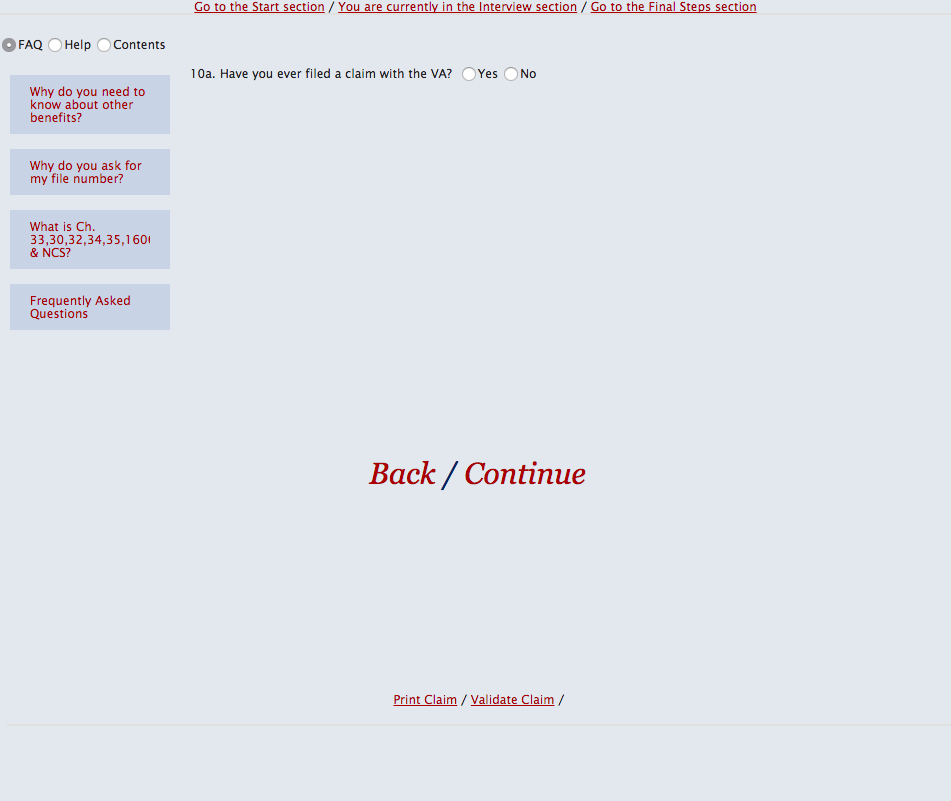 Go to the Start section / You are currently in the Interview section / Go to the Final Steps section
FAQ Help Contents
10a. Have you ever filed a claim with the VA? Yes No
Why do you need to
know about other
benefits?
Why do you ask for
my file number?
What is Ch.
33,30,32,34,35,160
& NCS?
Frequently Asked
Questions
Back / Continue
Print Claim / Validate Claim /